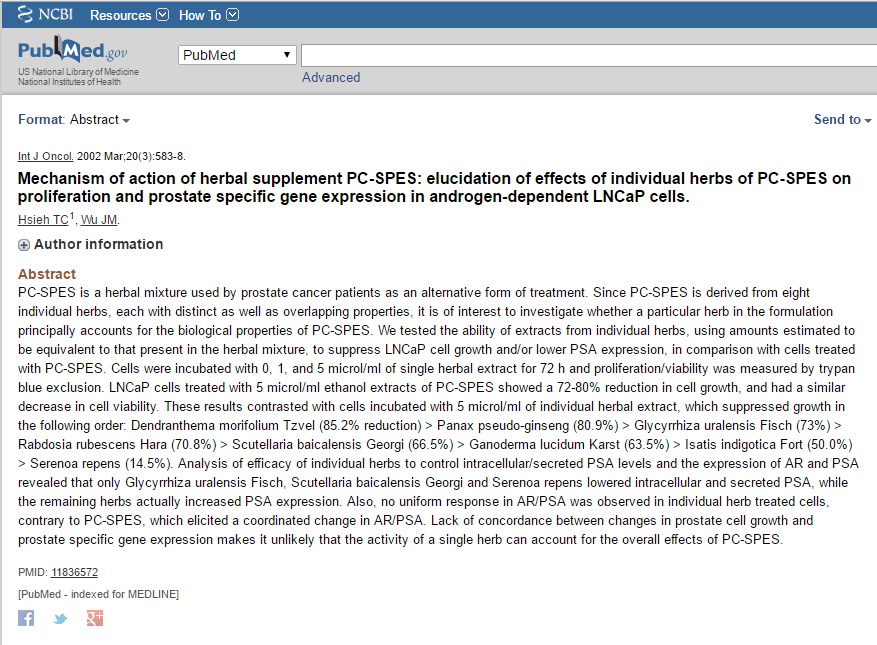 NCBI Resources How To
PubMed.gov
US National Library of Medicine
National Institutes of Health
PubMed
Advanced
Format: Abstract
Send to
Int J Oncol. 2002 Mar;20(3):583-8.
Mechanism of action of herbal supplement PC-SPES: elucidation of effects of individual herbs of PC-SPES on
proliferation and prostate specific gene expression in androgen-dependent LNCaP cells.
Hsieh TC1, Wu JM.
Author information
Abstract
PC-SPES is a herbal mixture used by prostate cancer patients as an alternative form of treatment. Since PC-SPES is derived from eight
individual herbs, each with distinct as well as overlapping properties, it is of interest to investigate whether a particular herb in the formulation
principally accounts for the biological properties of PC-SPES. We tested the ability of extracts from individual herbs, using amounts estimated to
be equivalent to that present in the herbal mixture, to suppress LNCaP cell growth and/or lower PSA expression, in comparison with cells treated
with PC-SPES. Cells were incubated with 0, 1, and 5 microl/ml of single herbal extract for 72 h and proliferation/viability was measured by trypan
blue exclusion. LNCaP cells treated with 5 microl/ml ethanol extracts of PC-SPES showed a 72-80% reduction in cell growth, and had a similar
decrease in cell viability. These results contrasted with cells incubated with 5 microl/ml of individual herbal extract, which suppressed growth in
the following order: Dendranthema morifolium Tzvel (85.2% reduction) > Panax pseudo-ginseng (80.9%) > Glycyrrhiza uralensis Fisch (73%) >
Rabdosia rubescens Hara (70.8%) > Scutellaria baicalensis Georgi (66.5%) > Ganoderma lucidum Karst (63.5%) > Isatis indigotica Fort (50.0%)
> Serenoa repens (14.5%). Analysis of efficacy of individual herbs to control intracellular/secreted PSA levels and the expression of AR and PSA
revealed that only Glycyrrhiza uralensis Fisch, Scutellaria baicalensis Georgi and Serenoa repens lowered intracellular and secreted PSA, while
the remaining herbs actually increased PSA expression. Also, no uniform response in AR/PSA was observed in individual herb treated cells,
contrary to PC-SPES, which elicited a coordinated change in AR/PSA. Lack of concordance between changes in prostate cell growth and
prostate specific gene expression makes it unlikely that the activity of a single herb can account for the overall effects of PC-SPES.
PMID: 11836572
[PubMed - indexed for MEDLINE]